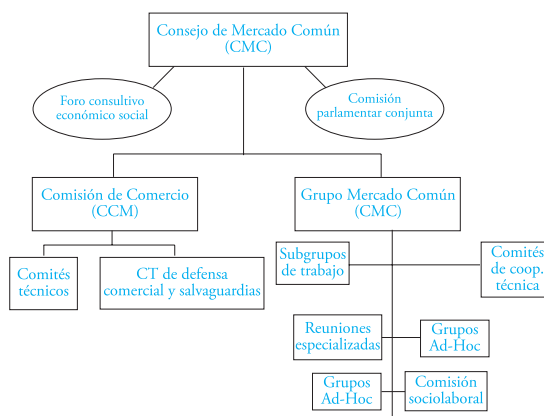 Consejo de Mercado Común
(CMC)
Foro consultivo
económico social
Comisión
parlamentar conjunta
Comisión de Comercio
(CCM)
Grupo Mercado Común
(CMC)
Comités
técnicos
CT de defensa
comercial y salvaguardias
Subgrupos
de trabajo
Comités
de coop.
técnica
Reuniones
especializadas
Grupos
Ad-Hoc
Grupos
Ad-Hoc
Comisión
sociolaboral